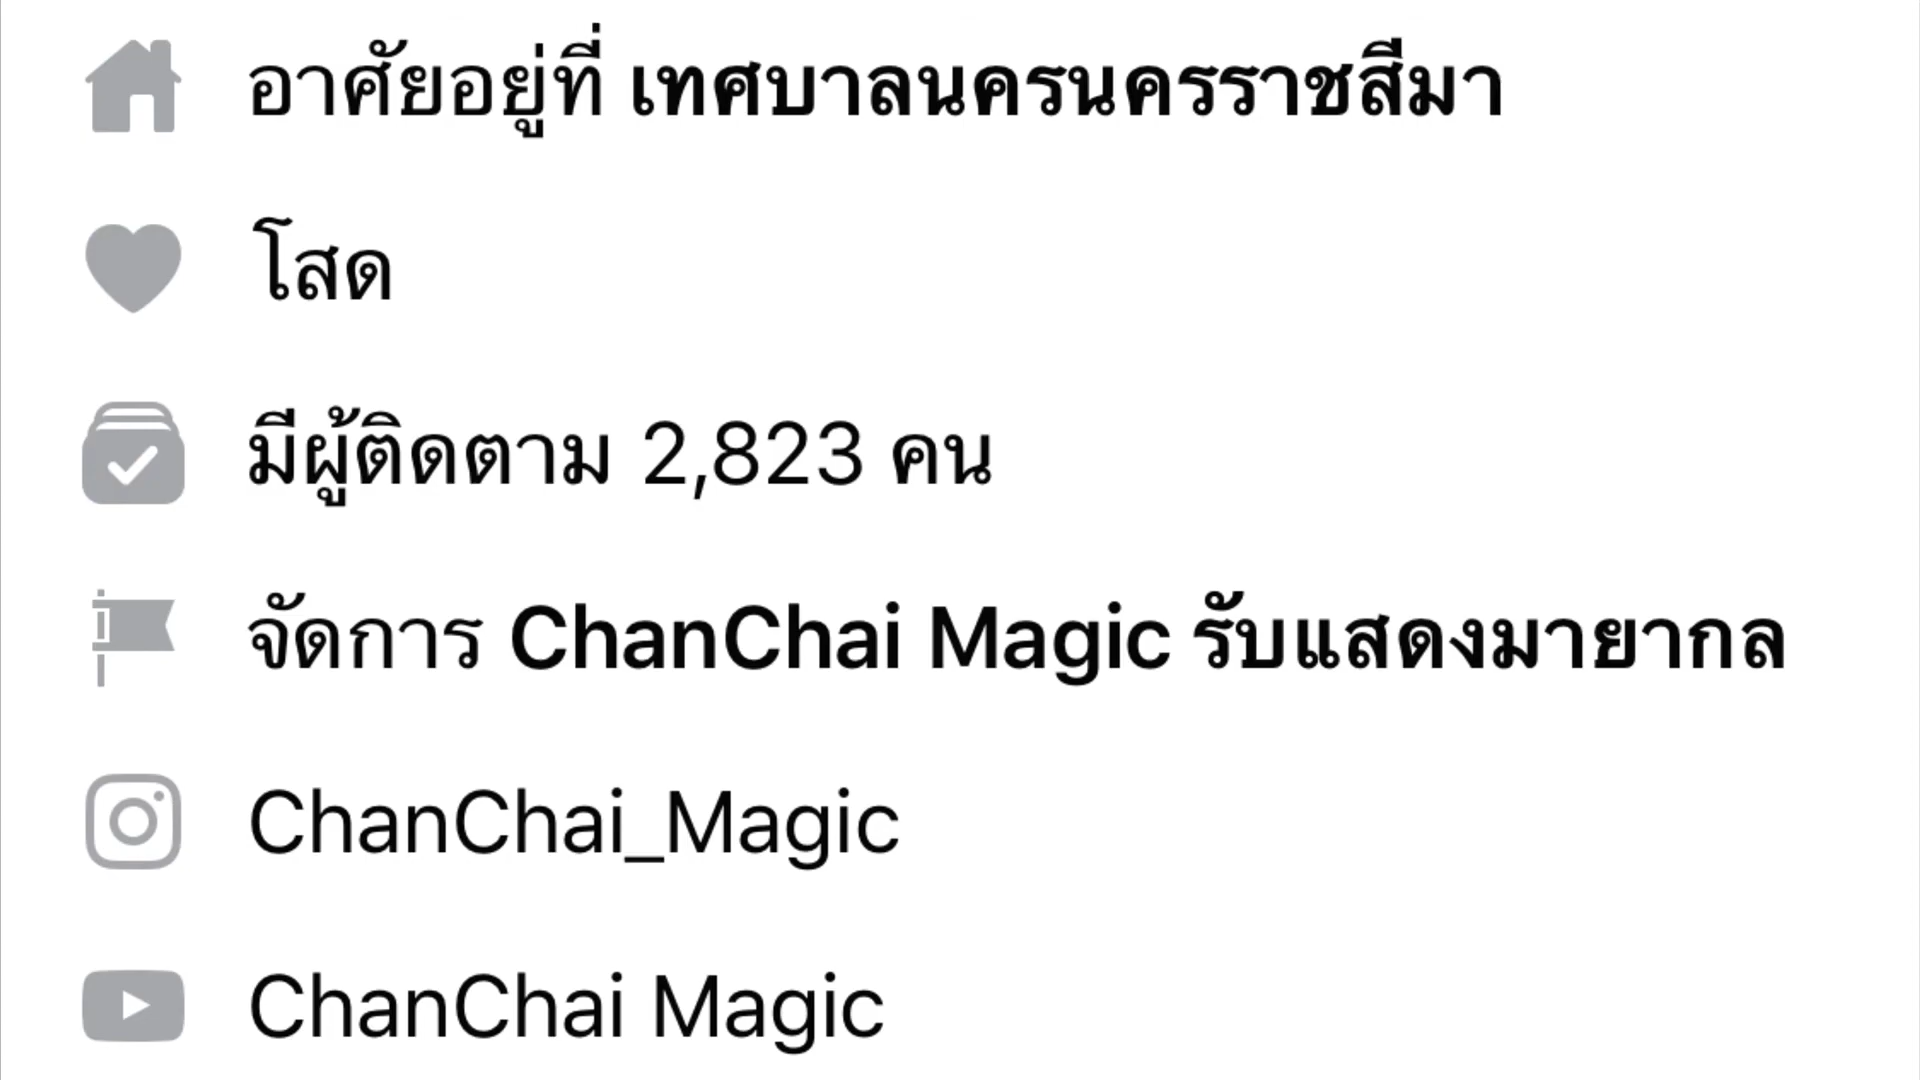 อาศัยอยู่ที่ เทศบาลนครนครราชสีมา
โสด
มีผู้ติดตาม 2,823 คน
จัดการ ChanChai Magic รับแสดงมายากล
ChanChai_Magic
ChanChai Magic